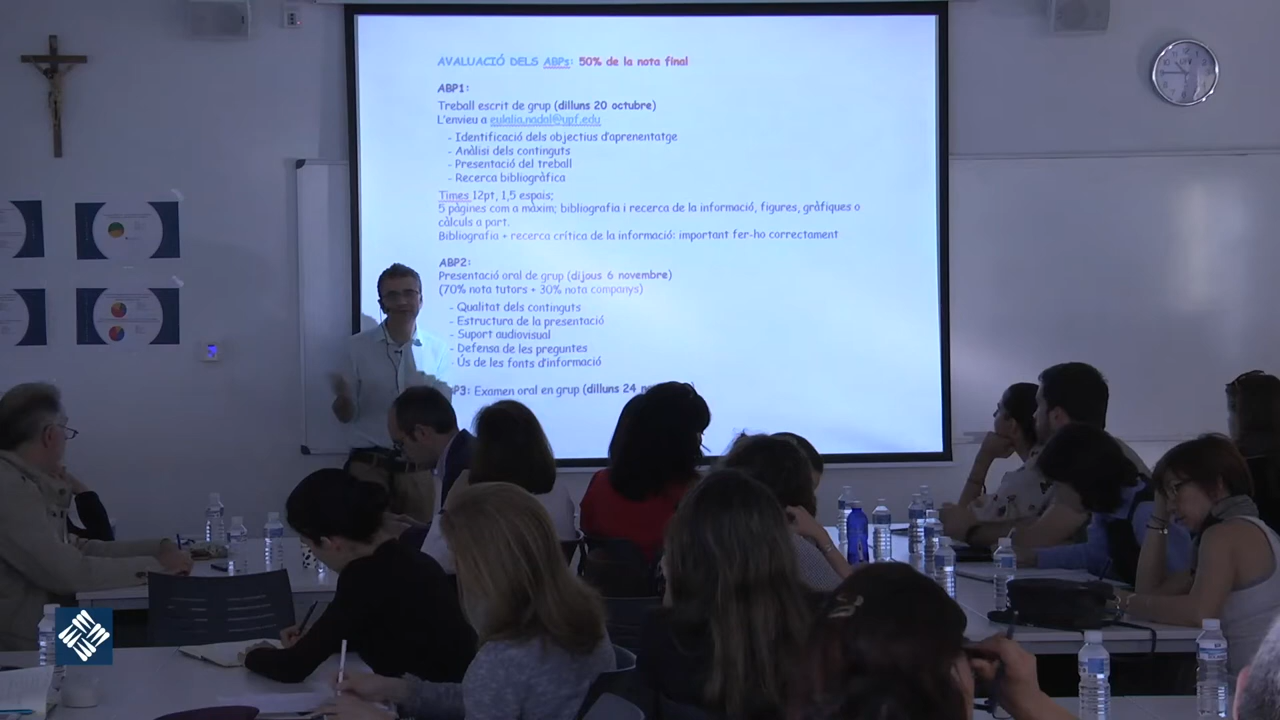 AVALUACIÓ DELS ABPs: 50% de la nota final
ABP1:
Treball escrit de grup (dilluns 20 octubre)
L'envieu a eulalia.nadal@upf.edu
- Identificació dels objectius d'aprenentatge
- Anàlisi dels continguts
- Presentació del treball
- Recerca bibliogràfica
Times 12pt, 1,5 espais;
5 pàgines com a màxim; bibliografia i recerca de la informació, figures, gràfiques o
càlculs a part.
Bibliografia + recerca crítica de la informació: important fer-ho correctament
ABP2:
Presentació oral de grup (dijous 6 novembre)
(70% nota tutors + 30% nota companys)
- Qualitat dels continguts
- Estructura de la presentació
- Suport audiovisual
- Defensa de les preguntes
- Ús de les fonts d'informació
P3: Examen oral en grup (dilluns 24